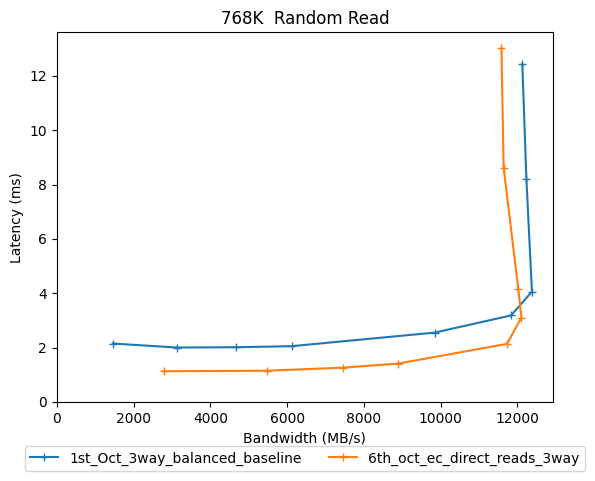 768K  Random Read
12
10
8
6
4
2
0
Latency (ms)
0 2000 4000 6000 8000 10000 12000
Bandwidth (MB/s)
1st_Oct_3way_balanced_baseline 6th_oct_ec_direct_reads_3way